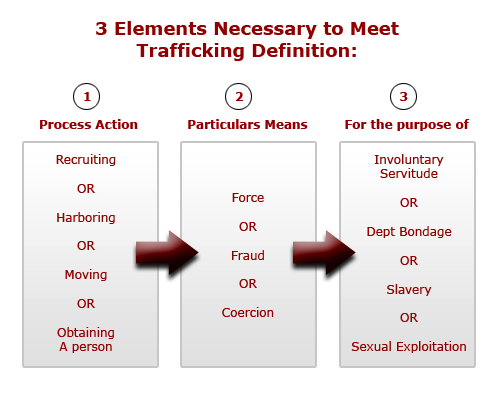 3 Elements Necessary to Meet
Trafficking Definition:
1
Process Action
Recruiting
OR
Harboring
OR
Moving
OR
Obtaining
A person
2
Particulars Means
Force
OR
Fraud
OR
Coercion
3
For the purpose of
Involuntary
Servitude
OR
Dept Bondage
OR
Slavery
OR
Sexual Exploitation